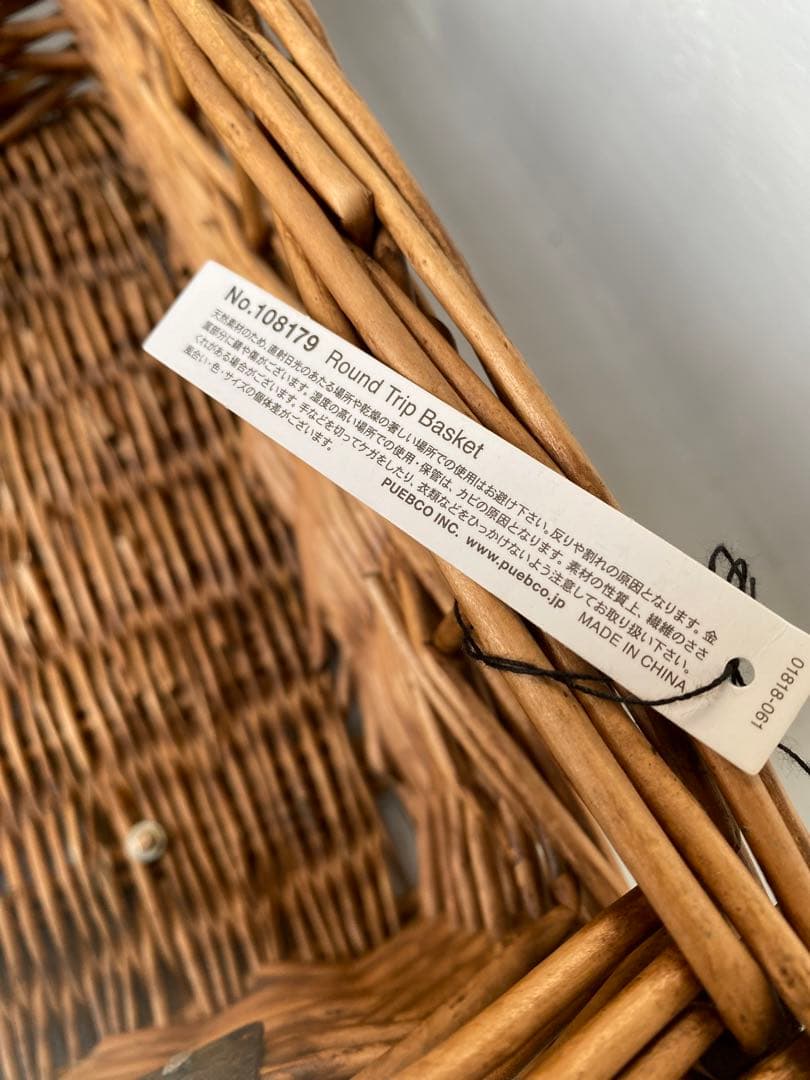 No.108179 Round Trip Basket
天然素材のため、直射日光のあたる場所や乾燥の著しい場所での使用はお避け下さい。反りや割れの原因となります。金
属部分に錆や傷がございます。湿度の高い場所での使用・保管は、カビの原因となります。素材の性質上、繊維のささ
くれがある場合がございます。手などを切ってケガをしたり、衣類などをひっかけないよう注意してお取り扱い下さい。
風合い・色・サイズの個体差がございます。
PUEBCO INC. www.puebco.jp MADE IN CHINA
01818-061